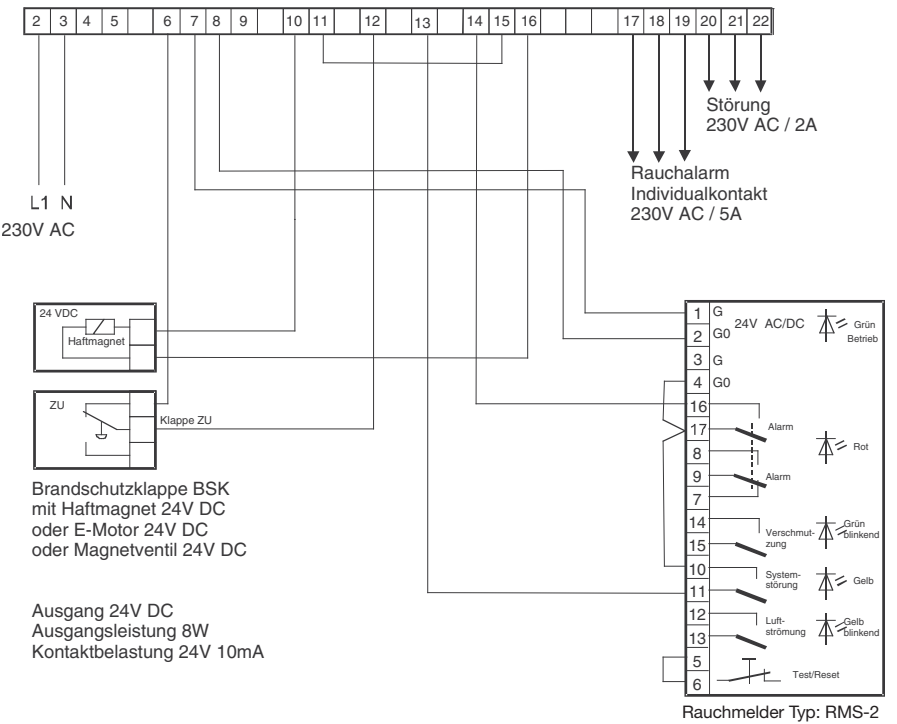 2 3 4 5 6 7 8 9 10 11 12 13 14 15 16 17 18 19 20 21 22
Störung
230V AC / 2A
Rauchalarm
Individualkontakt
230V AC / 5A
L1 N
230V AC
24 VDC
Haftmagnet
ZU
Klappe ZU
Brandschutzklappe BSK
mit Haftmagnet 24V DC
oder E-Motor 24V DC
oder Magnetventil 24V DC
Ausgang 24V DC
Ausgangsleistung 8W
Kontaktbelastung 24V 10mA
1 G
24V AC/DC
Grün
2 G0
Betrieb
3 G
4 G0
16
17
Alarm
8
Rot
9
Alarm
7
14
Grün
Verschmut-
blinkend
15
zung
10
System-
störung
Gelb
11
12
Luft-
Gelb
strömung
blinkend
13
5
6
Test/Reset
Rauchmelder Typ: RMS-2